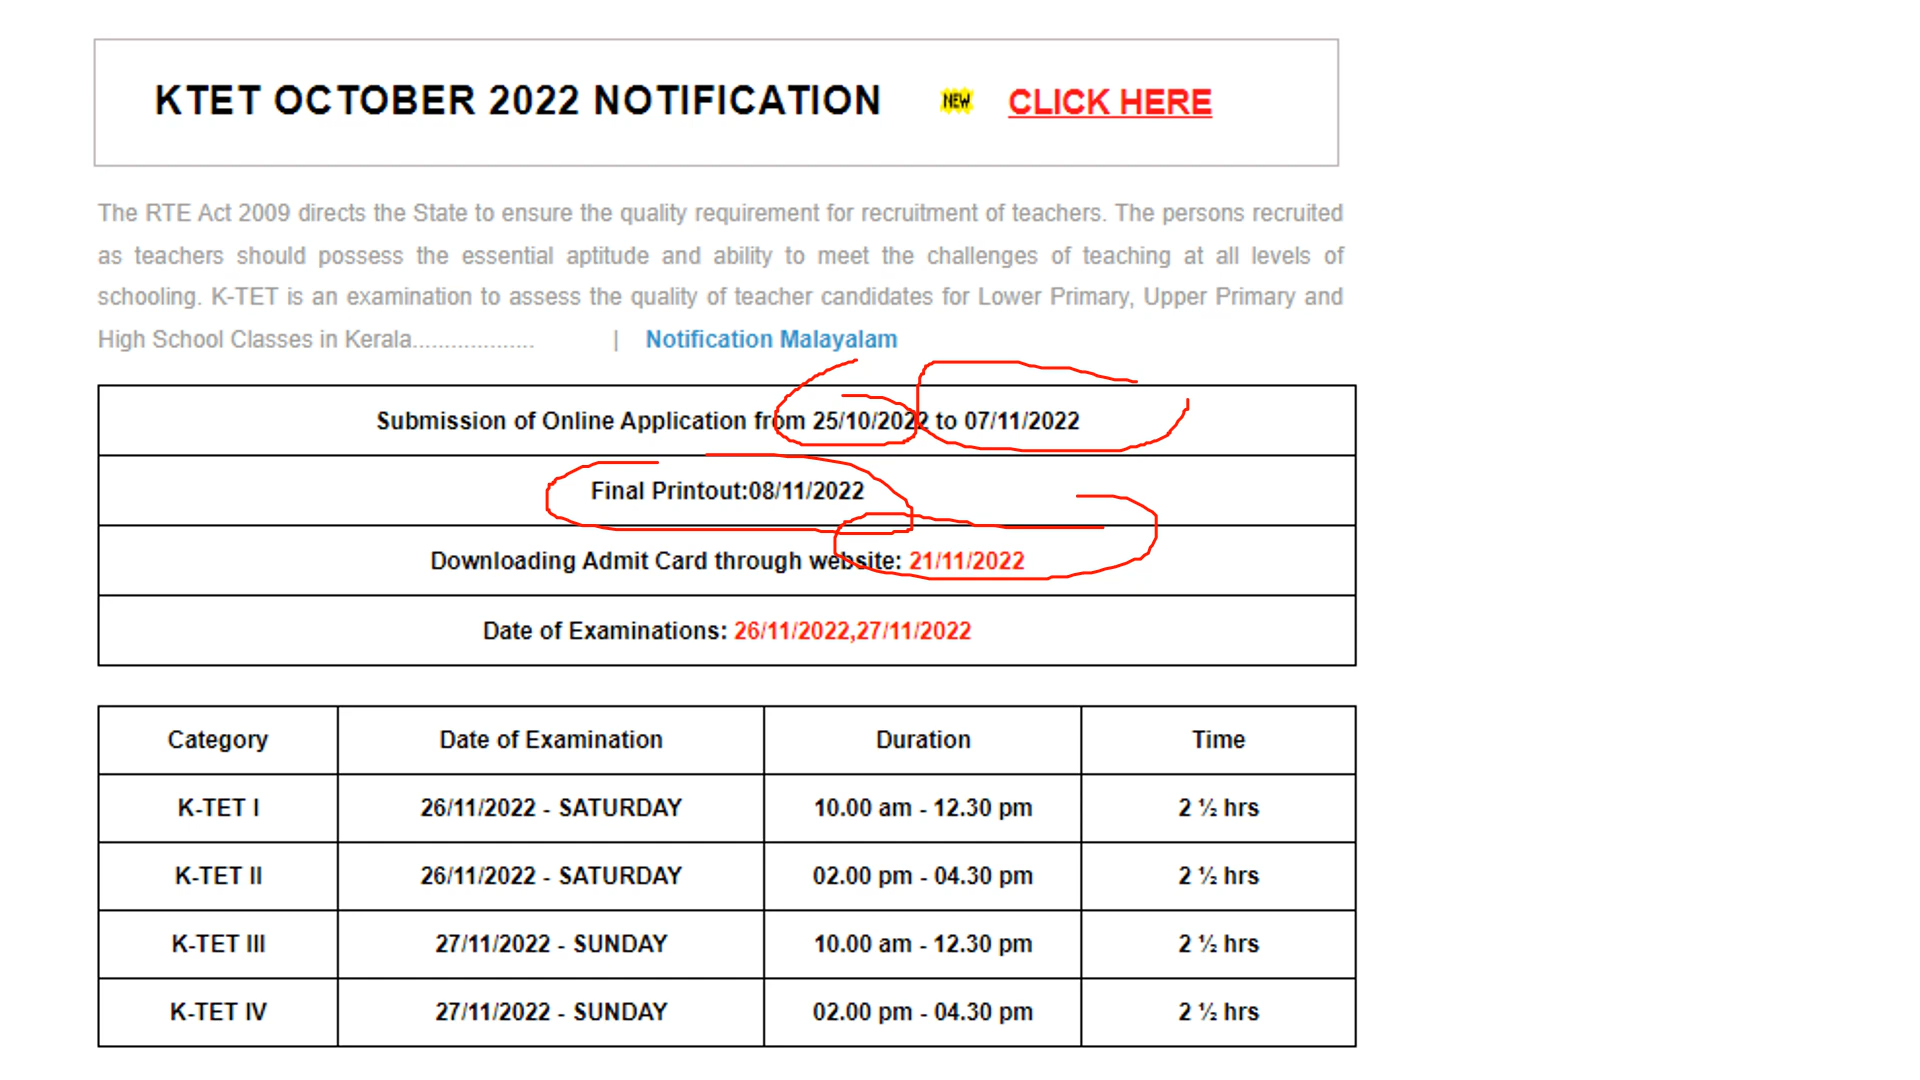 KTET OCTOBER 2022 NOTIFICATION NEW CLICK HERE
The RTE Act 2009 directs the State to ensure the quality requirement for recruitment of teachers. The persons recruited
as teachers should possess the essential aptitude and ability to meet the challenges of teaching at all levels of
schooling. K-TET is an examination to assess the quality of teacher candidates for Lower Primary, Upper Primary and
High School Classes in Kerala................... | Notification Malayalam
Submission of Online Application from 25/10/2022 to 07/11/2022
Final Printout:08/11/2022
Downloading Admit Card through website: 21/11/2022
Date of Examinations: 26/11/2022,27/11/2022
Category Date of Examination Duration Time
K-TET I 26/11/2022 - SATURDAY 10.00 am - 12.30 pm 2 ½ hrs
K-TET II 26/11/2022 - SATURDAY 02.00 pm - 04.30 pm 2 ½ hrs
K-TET III 27/11/2022 - SUNDAY 10.00 am - 12.30 pm 2 ½ hrs
K-TET IV 27/11/2022 - SUNDAY 02.00 pm - 04.30 pm 2 ½ hrs